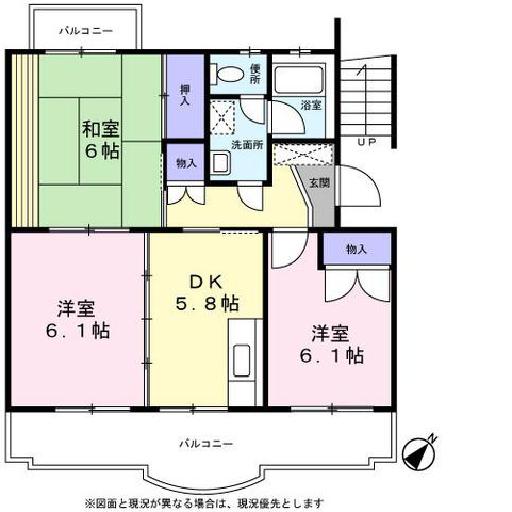 バルコニー
和室
6帖
押入
物入
便所
浴室
洗面所
玄関
UP
洋室
6.1帖
DK
5.8帖
物入
洋室
6.1帖
バルコニー
N
※図面と現況が異なる場合は、現況優先とします